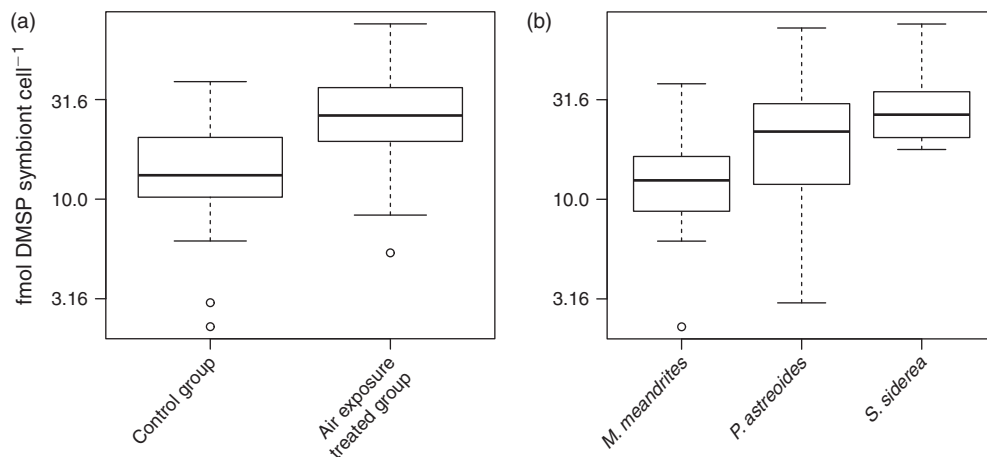 (a)
fmol DMSP symbiont cell⁻¹
31.6
10.0
3.16
Control group
Air exposure
treated group
(b)
31.6
10.0
3.16
M. meandrites
P. astreoides
S. siderea